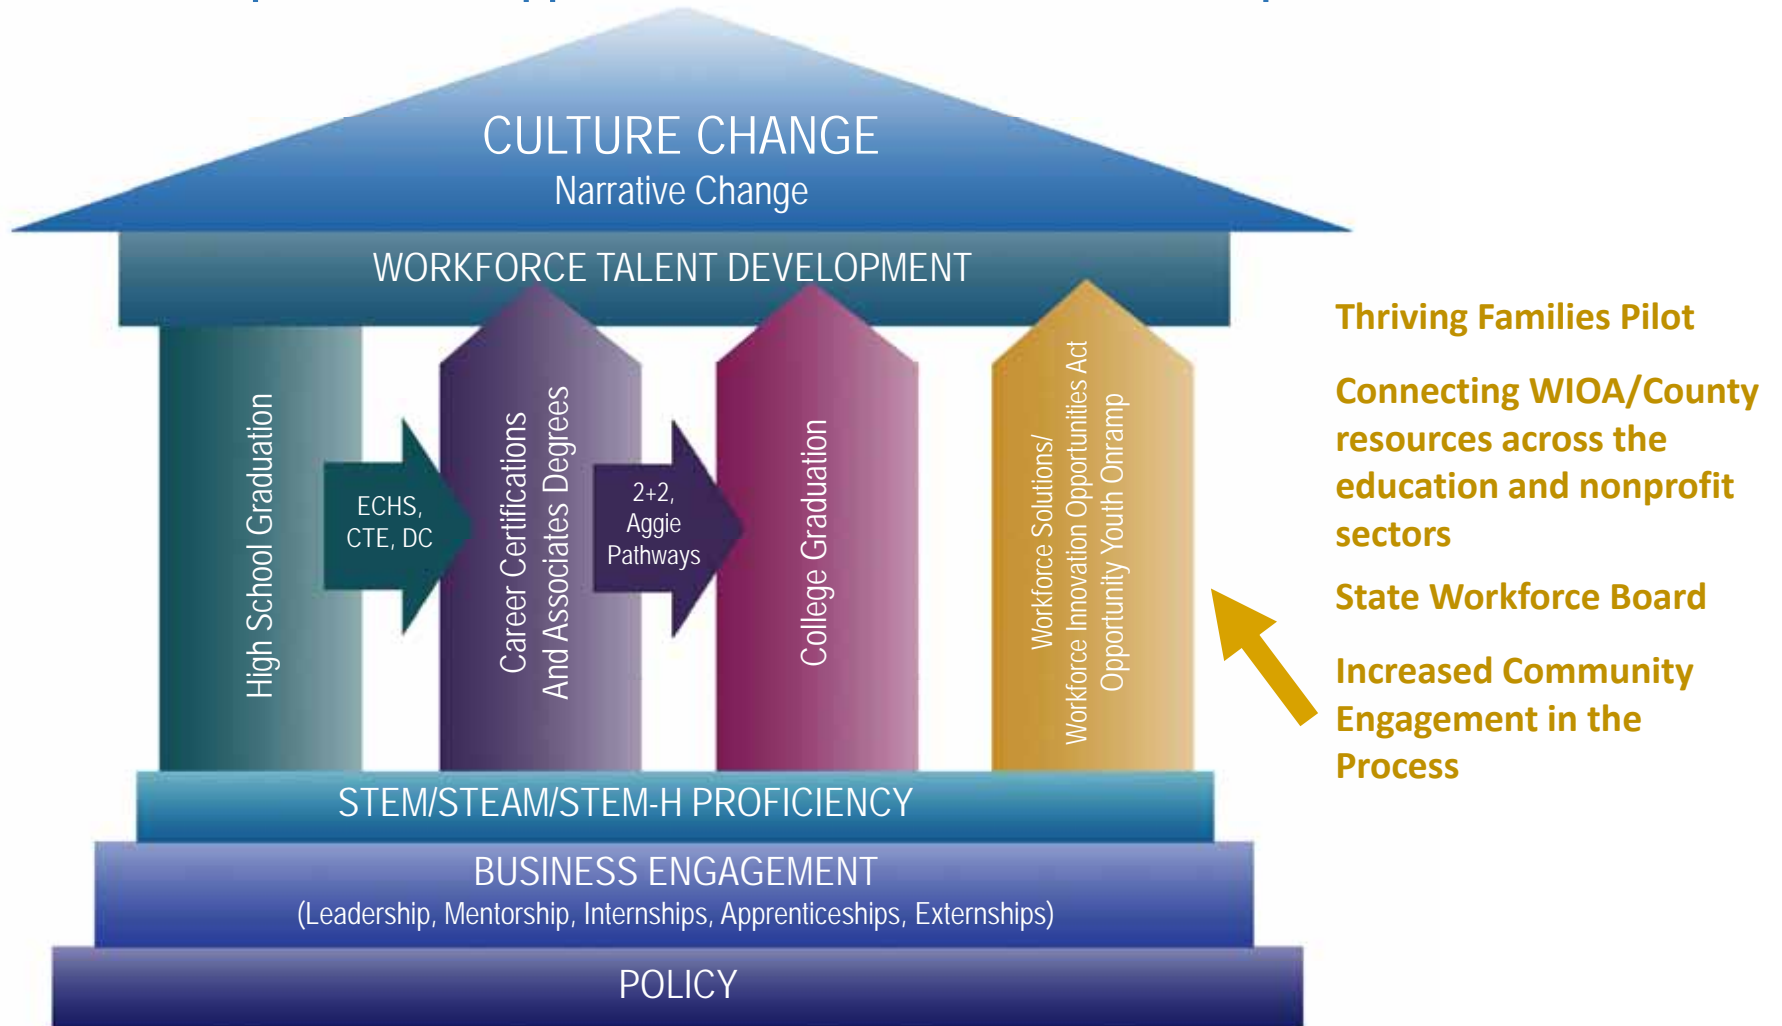 CULTURE CHANGE
Narrative Change
WORKFORCE TALENT DEVELOPMENT
High School Graduation
ECHS,
CTE, DC
Career Certifications
And Associates Degrees
2+2,
Aggie
Pathways
College Graduation
Workforce Solutions/
Workforce Innovation Opportunities Act
Opportunity Youth Onramp
Thriving Families Pilot
Connecting WIOA/County
resources across the
education and nonprofit
sectors
State Workforce Board
Increased Community
Engagement in the
Process
STEM/STEAM/STEM-H PROFICIENCY
BUSINESS ENGAGEMENT
(Leadership, Mentorship, Internships, Apprenticeships, Externships)
POLICY